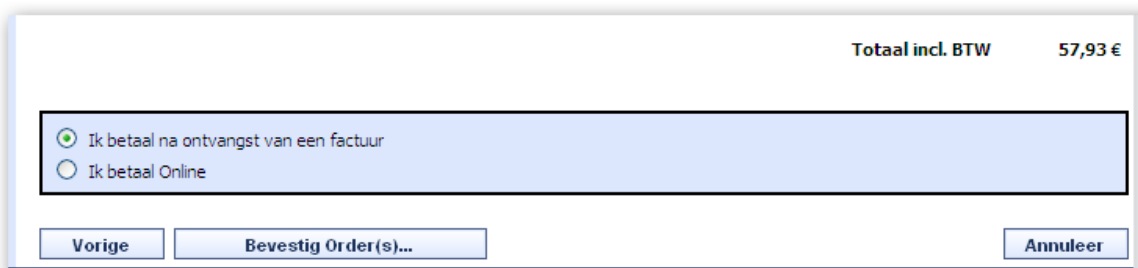 Totaal incl. BTW 57,93 €
Ik betaal na ontvangst van een factuur
Ik betaal Online
Vorige Bevestig Order(s)... Annuleer